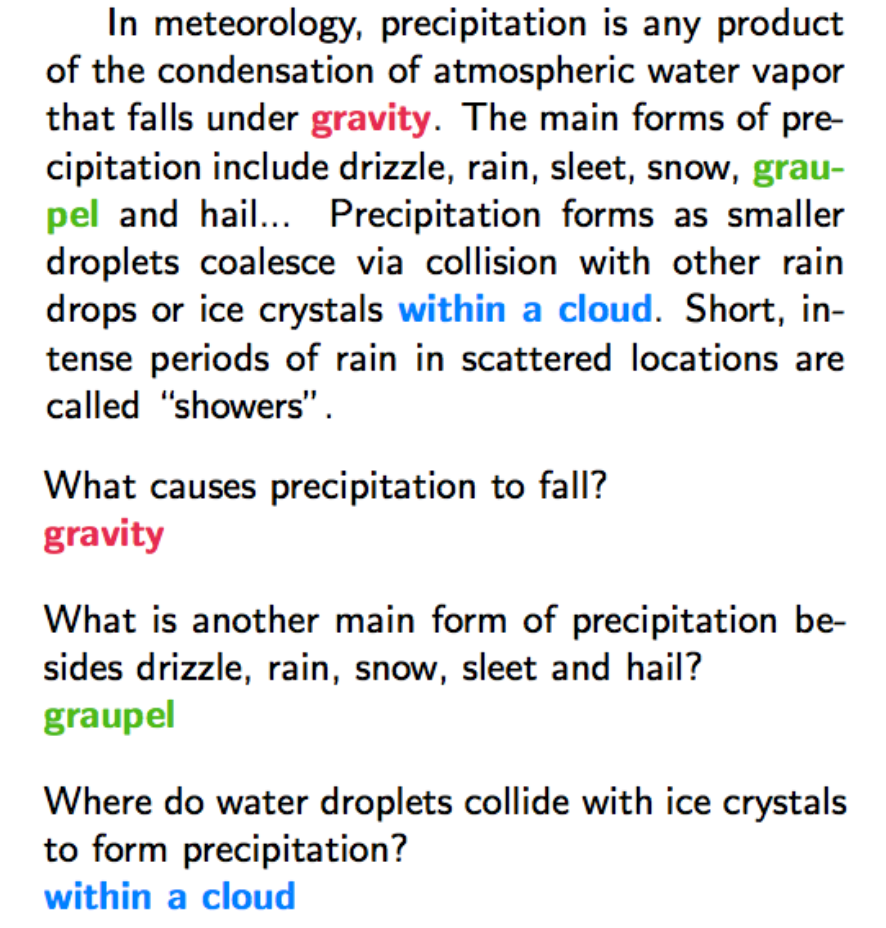 In meteorology, precipitation is any product
of the condensation of atmospheric water vapor
that falls under gravity. The main forms of pre-
cipitation include drizzle, rain, sleet, snow, grau-
pel and hail... Precipitation forms as smaller
droplets coalesce via collision with other rain
drops or ice crystals within a cloud. Short, in-
tense periods of rain in scattered locations are
called “showers”.
What causes precipitation to fall?
gravity
What is another main form of precipitation be-
sides drizzle, rain, snow, sleet and hail?
graupel
Where do water droplets collide with ice crystals
to form precipitation?
within a cloud